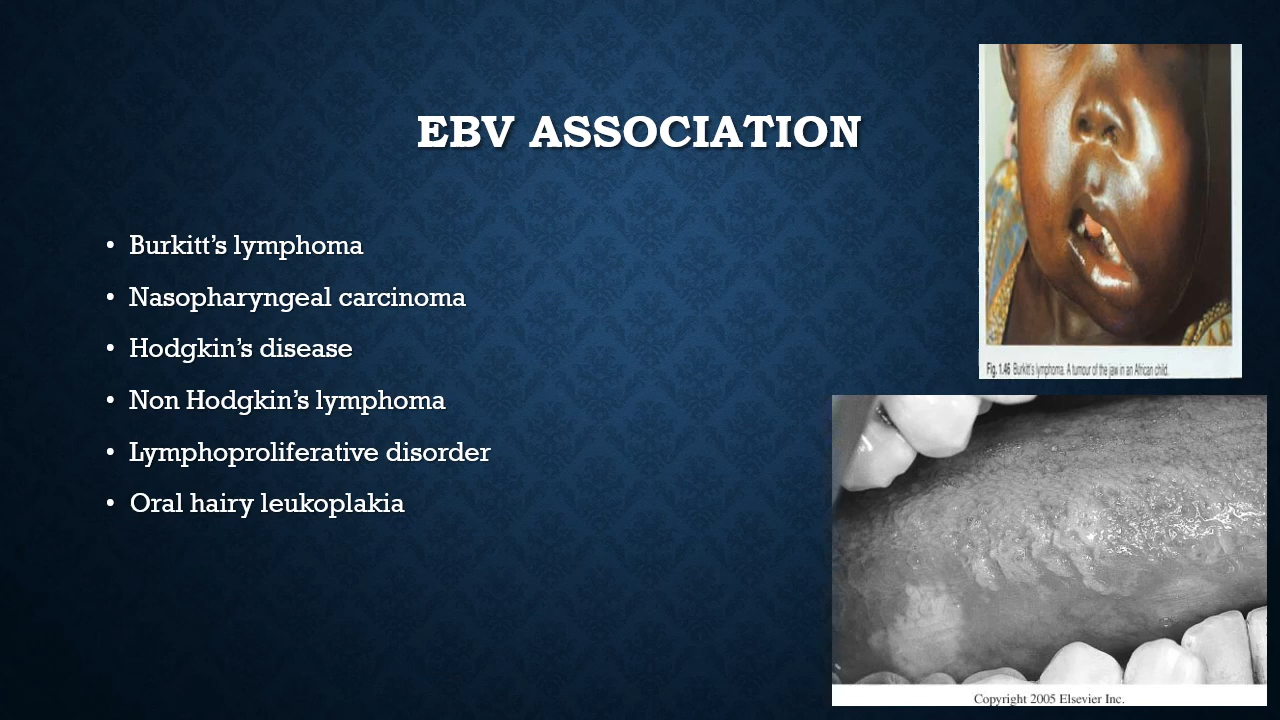 EBV ASSOCIATION
• Burkitt’s lymphoma
• Nasopharyngeal carcinoma
• Hodgkin’s disease
• Non Hodgkin’s lymphoma
• Lymphoproliferative disorder
• Oral hairy leukoplakia
Fig. 1.46 Burkitt's lymphoma. A tumour of the jaw in an African child.
Copyright 2005 Elsevier Inc.